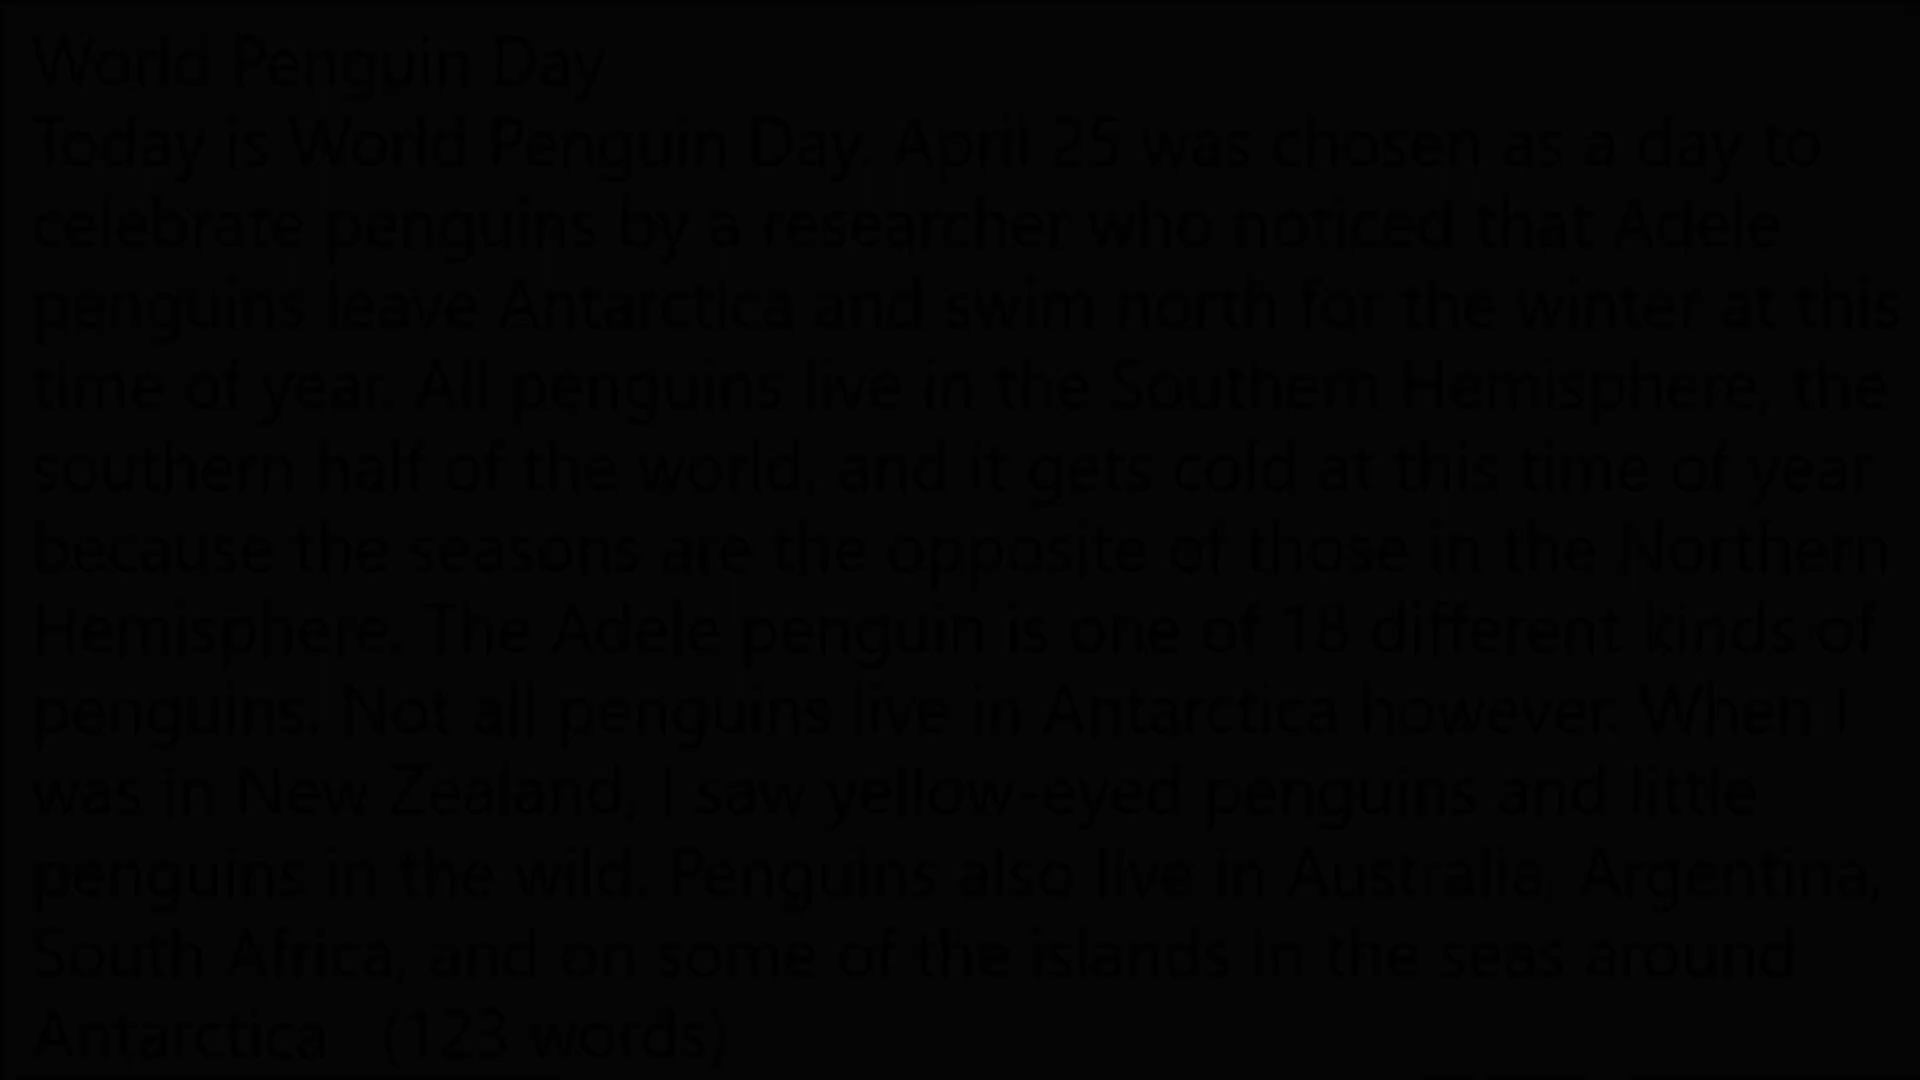 World Penguin Day
Today is World Penguin Day. April 25 was chosen as a day to
celebrate penguins by a researcher who noticed that Adele
penguins leave Antarctica and swim north for the winter at this
time of year. All penguins live in the Southern Hemisphere, the
southern half of the world, and it gets cold at this time of year
because the seasons are the opposite of those in the Northern
Hemisphere. The Adele penguin is one of 18 different kinds of
penguins. Not all penguins live in Antarctica however. When I
was in New Zealand, I saw yellow-eyed penguins and little
penguins in the wild. Penguins also live in Australia, Argentina,
South Africa, and on some of the islands in the seas around
Antarctica (123 words)